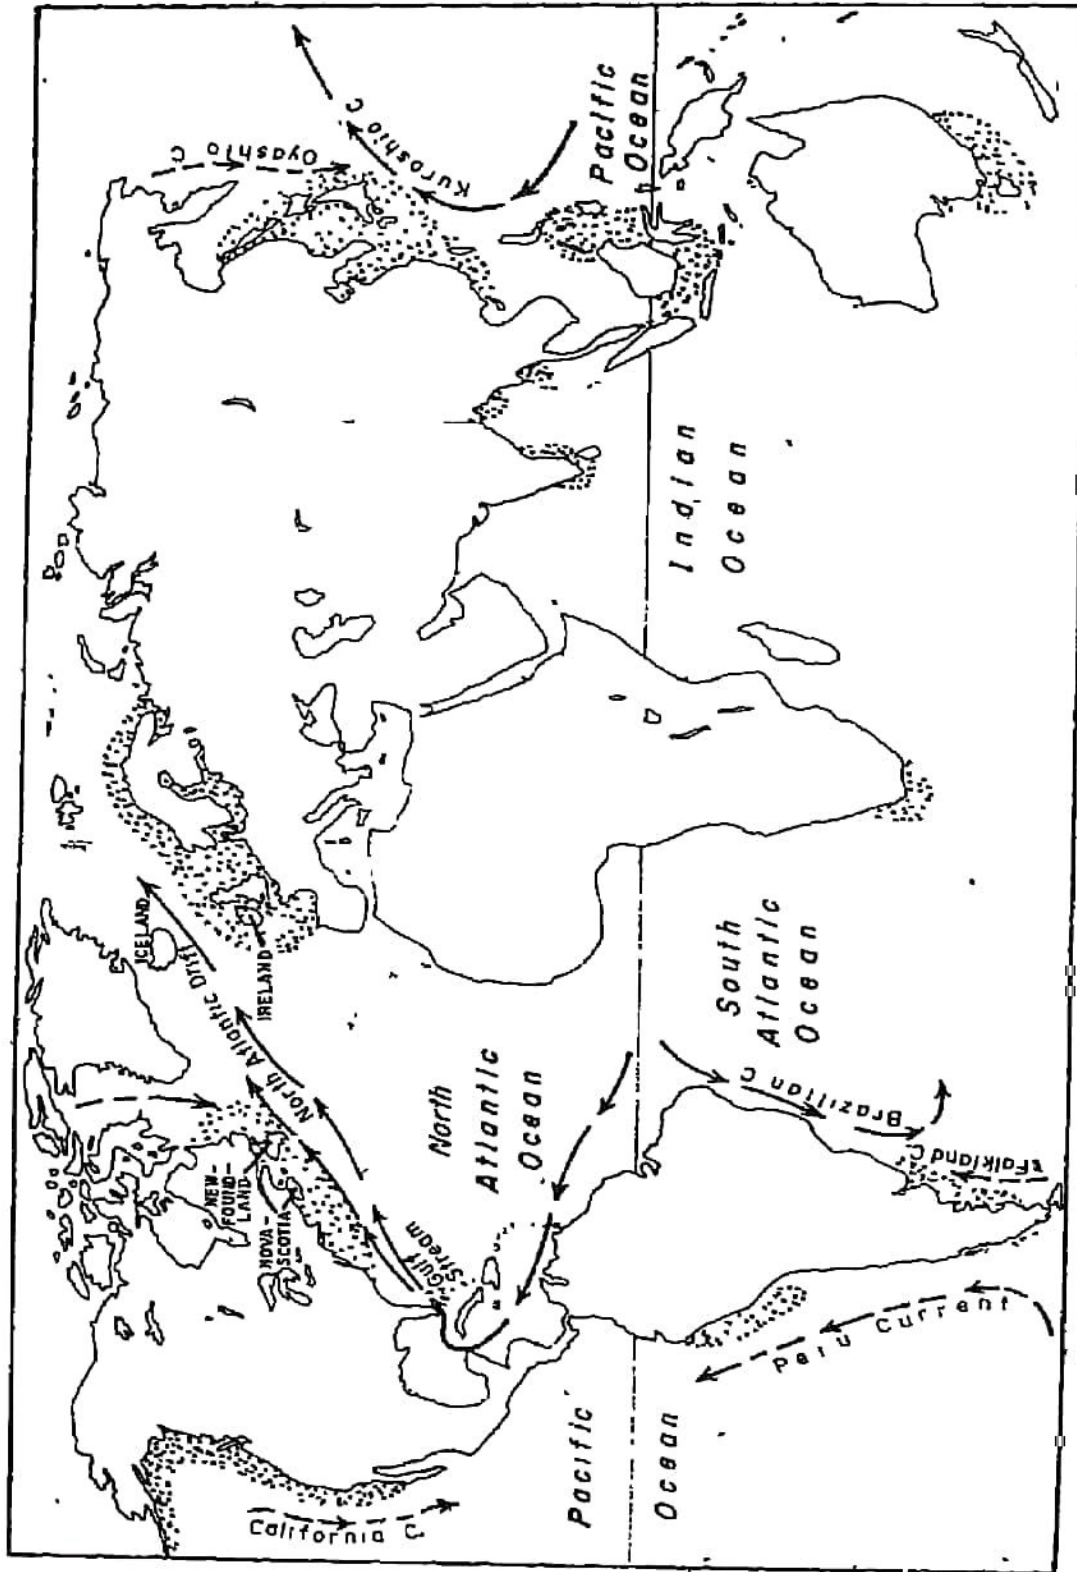 Oyashio C
Kuroshio C
Pacific
Ocean
Indian
Ocean
ICELAND
IRELAND
North Atlantic Drift
NEW-
FOUND-
LAND
NOVA-
SCOTIA
Gulf
Stream
North
Atlantic
Ocean
South
Atlantic
Ocean
Brazilian C
Falkland C
Peru Current
Pacific
Ocean
California C